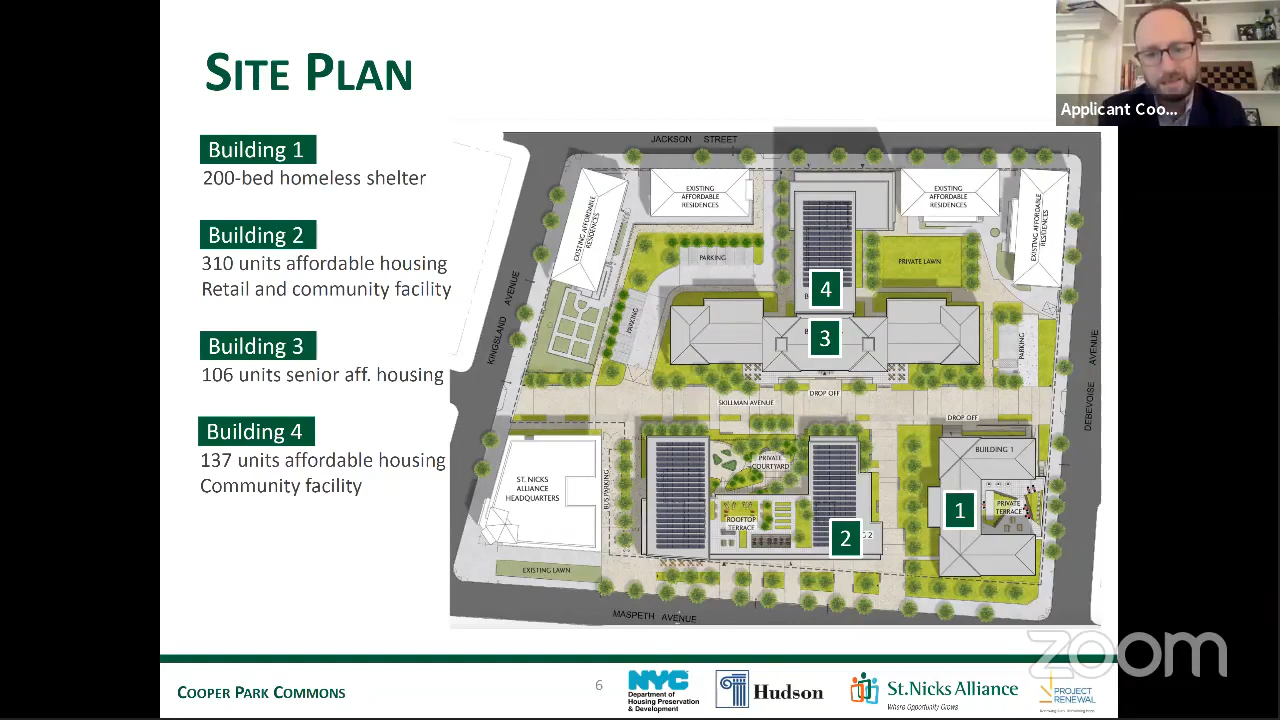 SITE PLAN
Applicant Coo...
Building 1
200-bed homeless shelter
Building 2
310 units affordable housing
Retail and community facility
Building 3
106 units senior aff. housing
Building 4
137 units affordable housing
Community facility
JACKSON STREET
EXISTING
AFFORDABLE
RESIDENCES
EXISTING
AFFORDABLE
RESIDENCES
EXISTING AFFORDABLE
RESIDENCES
EXISTING AFFORDABLE
RESIDENCES
PARKING
PRIVATE LAWN
4
3
KINGSLAND AVENUE
PARKING
PARKING
DEBEVOISE AVENUE
SKILLMAN AVENUE
DROP OFF
DROP OFF
ST. NICKS
ALLIANCE
HEADQUARTERS
BUS PARKING
PRIVATE
COURTYARD
ROOFTOP
TERRACE
2
G 2
BUILDING 1
1
PRIVATE
TERRACE
EXISTING LAWN
MASPETH AVENUE
zoom
COOPER PARK COMMONS
6
NYC
Department of
Housing Preservation
& Development
Hudson
St.Nicks Alliance
Where Opportunity Grows
PROJECT
RENEWAL